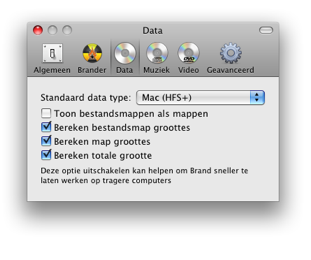 Data
Algemeen Brander Data Muziek Video Geavanceerd
Standaard data type: Mac (HFS+)
Toon bestandsmappen als mappen
Bereken bestandsmap groottes
Bereken map groottes
Bereken totale grootte
Deze optie uitschakelen kan helpen om Brand sneller te
laten werken op tragere computers